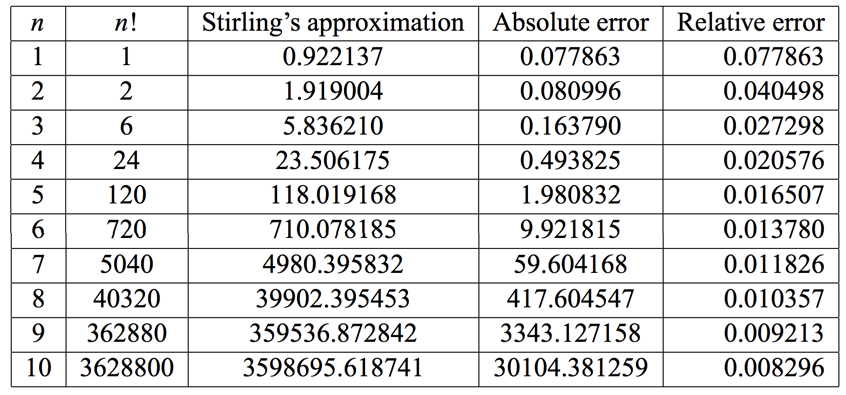 n n! Stirling’s approximation Absolute error Relative error
1 1 0.922137 0.077863 0.077863
2 2 1.919004 0.080996 0.040498
3 6 5.836210 0.163790 0.027298
4 24 23.506175 0.493825 0.020576
5 120 118.019168 1.980832 0.016507
6 720 710.078185 9.921815 0.013780
7 5040 4980.395832 59.604168 0.011826
8 40320 39902.395453 417.604547 0.010357
9 362880 359536.872842 3343.127158 0.009213
10 3628800 3598695.618741 30104.381259 0.008296